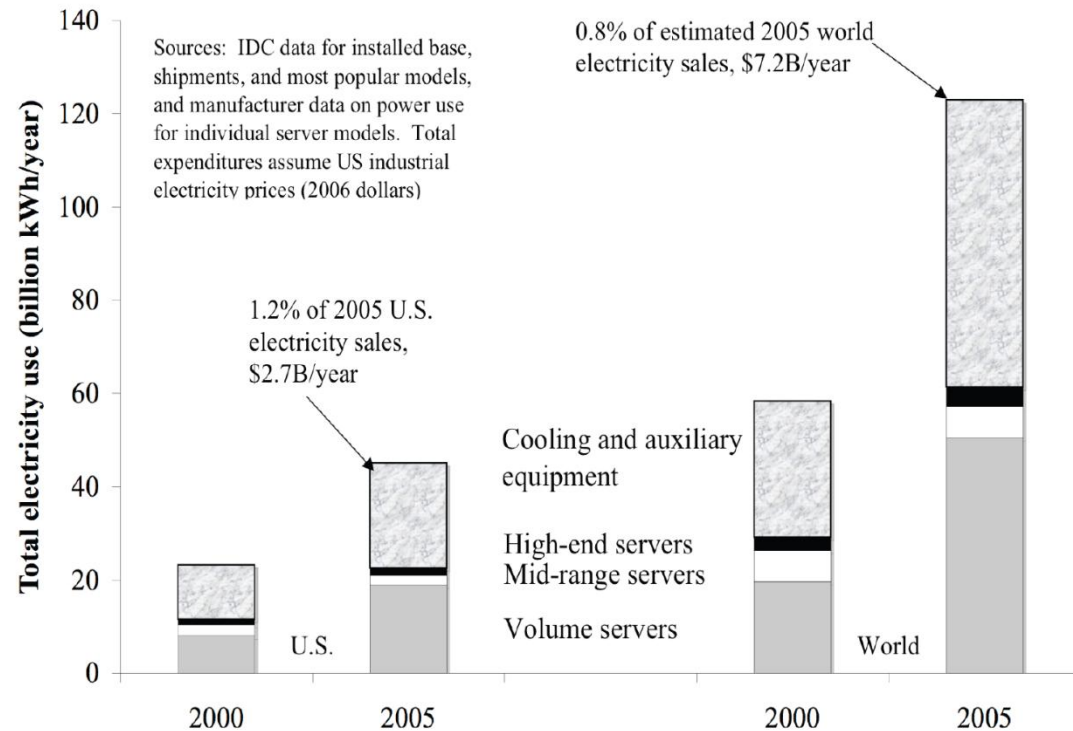 Total electricity use (billion kWh/year)
140
120
100
80
60
40
20
0
Sources: IDC data for installed base,
shipments, and most popular models,
and manufacturer data on power use
for individual server models. Total
expenditures assume US industrial
electricity prices (2006 dollars)
0.8% of estimated 2005 world
electricity sales, $7.2B/year
1.2% of 2005 U.S.
electricity sales,
$2.7B/year
Cooling and auxiliary
equipment
High-end servers
Mid-range servers
Volume servers
U.S.
World
2000
2005
2000
2005